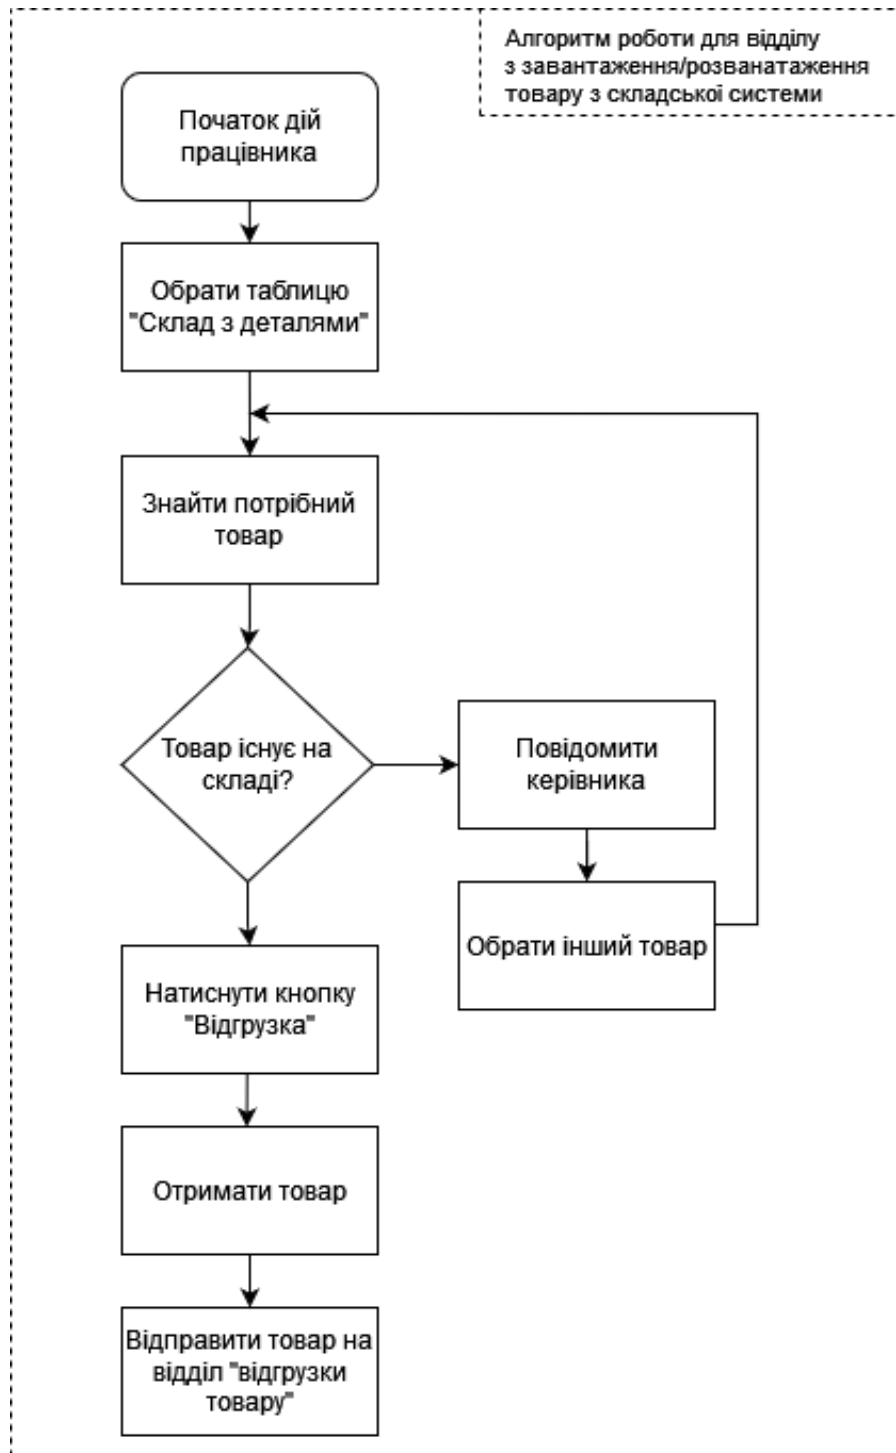 Алгоритм роботи для відділу
з завантаження/розванатаження
товару з складської системи
Початок дій
працівника
Обрати таблицю
"Склад з деталями"
Знайти потрібний
товар
Товар існує на
складі?
Повідомити
керівника
Обрати інший товар
Натиснути кнопку
"Відгрузка"
Отримати товар
Відправити товар на
відділ "відгрузки
товару"